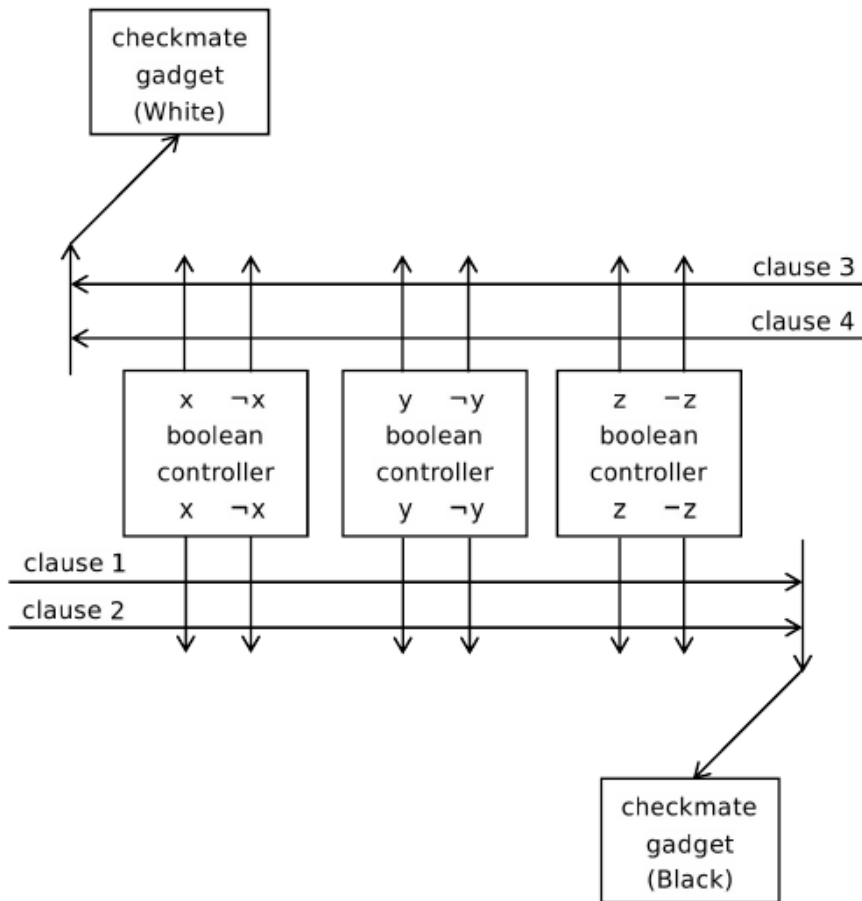 checkmate
gadget
(White)
clause 3
clause 4
x ¬x y ¬y z −z
boolean boolean boolean
controller controller controller
x ¬x y ¬y z −z
clause 1
clause 2
checkmate
gadget
(Black)